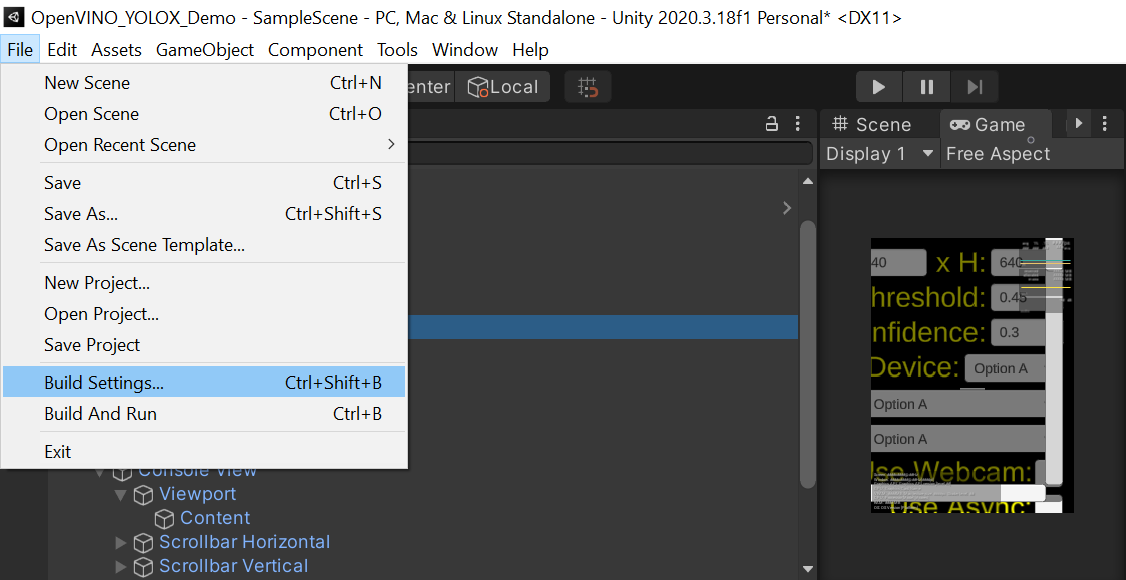 OpenVINO_YOLOX_Demo - SampleScene - PC, Mac & Linux Standalone - Unity 2020.3.18f1 Personal* <DX11>
File Edit Assets GameObject Component Tools Window Help
New Scene Ctrl+N
Open Scene Ctrl+O
Open Recent Scene
Save Ctrl+S
Save As... Ctrl+Shift+S
Save As Scene Template...
New Project...
Open Project...
Save Project
Build Settings... Ctrl+Shift+B
Build And Run Ctrl+B
Exit
enter Local
Console View
Viewport
Content
Scrollbar Horizontal
Scrollbar Vertical
Scene Game
Display 1 Free Aspect
40 x H: 640
hreshold: 0.45
nfidence: 0.3
Device: Option A
Option A
Option A
Use Webcam:
Use Async: